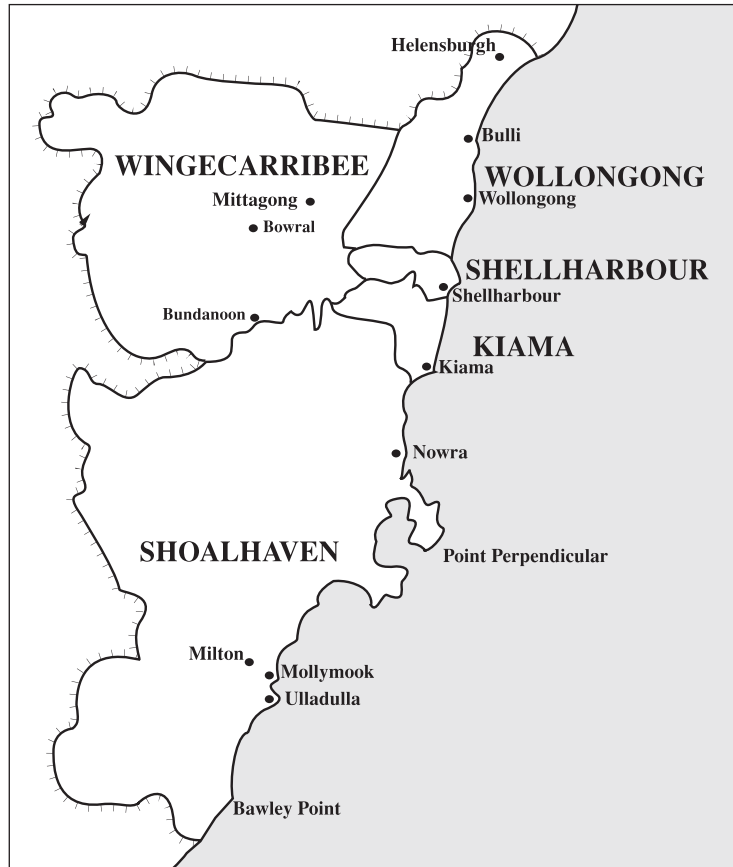 Helensburgh
Bulli
WINGECARRIBEE
WOLLONGONG
Mittagong
Wollongong
Bowral
SHELLHARBOUR
Shellharbour
Bundanoon
KIAMA
Kiama
Nowra
SHOALHAVEN
Point Perpendicular
Milton
Mollymook
Ulladulla
Bawley Point